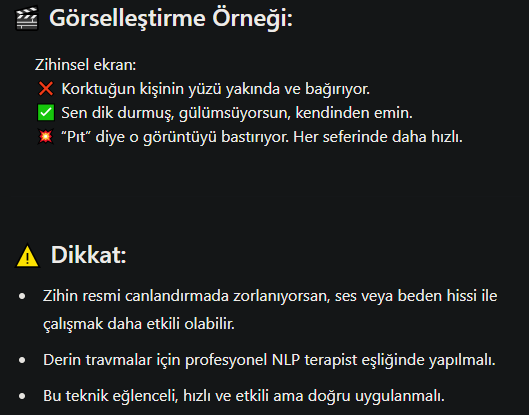 🎬 Görselleştirme Örneği:
Zihinsel ekran:
❌ Korktuğun kişinin yüzü yakında ve bağırıyor.
✅ Sen dik durmuş, gülümsüyorsun, kendinden emin.
💥 “Pıt” diye o görüntüyü bastırıyor. Her seferinde daha hızlı.
⚠️ Dikkat:
• Zihin resmi canlandırmada zorlanıyorsan, ses veya beden hissi ile
çalışmak daha etkili olabilir.
• Derin travmalar için profesyonel NLP terapist eşliğinde yapılmalı.
• Bu teknik eğlenceli, hızlı ve etkili ama doğru uygulanmalı.